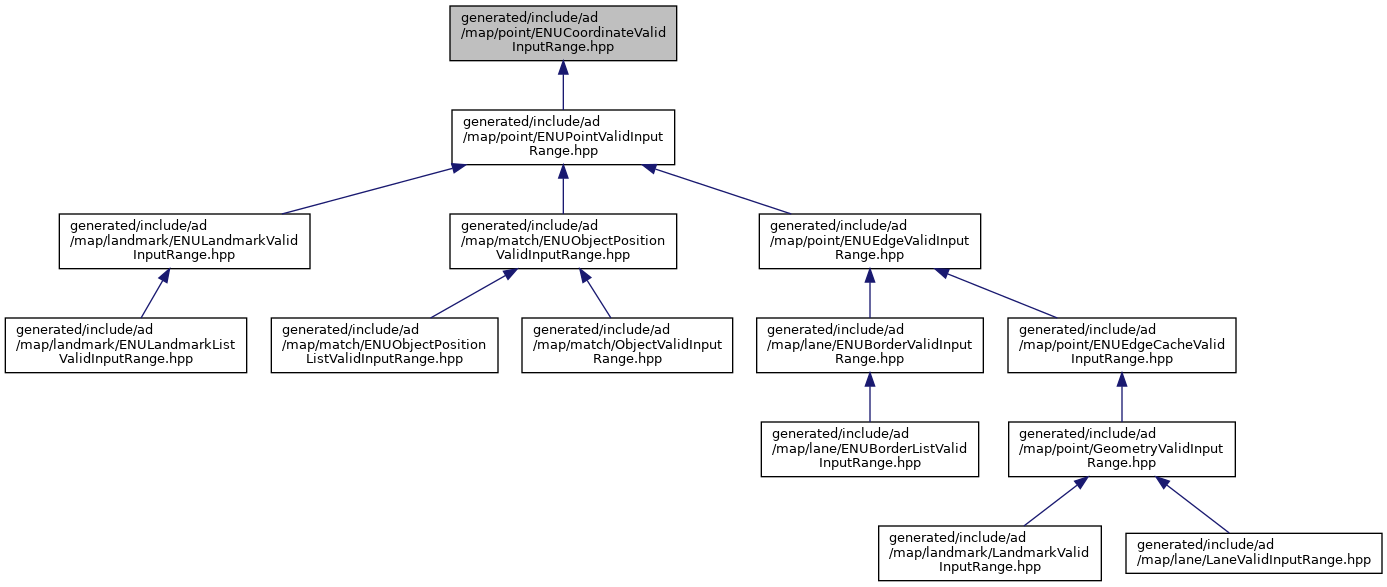 generated/include/ad
/map/point/ENUCoordinateValid
InputRange.hpp
generated/include/ad
/map/point/ENUPointValidInput
Range.hpp
generated/include/ad
/map/landmark/ENULandmarkValid
InputRange.hpp
generated/include/ad
/map/match/ENUObjectPosition
ValidInputRange.hpp
generated/include/ad
/map/point/ENUEdgeValidInput
Range.hpp
generated/include/ad
/map/landmark/ENULandmarkList
ValidInputRange.hpp
generated/include/ad
/map/match/ENUObjectPosition
ListValidInputRange.hpp
generated/include/ad
/map/match/ObjectValidInput
Range.hpp
generated/include/ad
/map/lane/ENUBorderValidInput
Range.hpp
generated/include/ad
/map/point/ENUEdgeCacheValid
InputRange.hpp
generated/include/ad
/map/lane/ENUBorderListValid
InputRange.hpp
generated/include/ad
/map/point/GeometryValidInput
Range.hpp
generated/include/ad
/map/landmark/LandmarkValid
InputRange.hpp
generated/include/ad
/map/lane/LaneValidInputRange.hpp